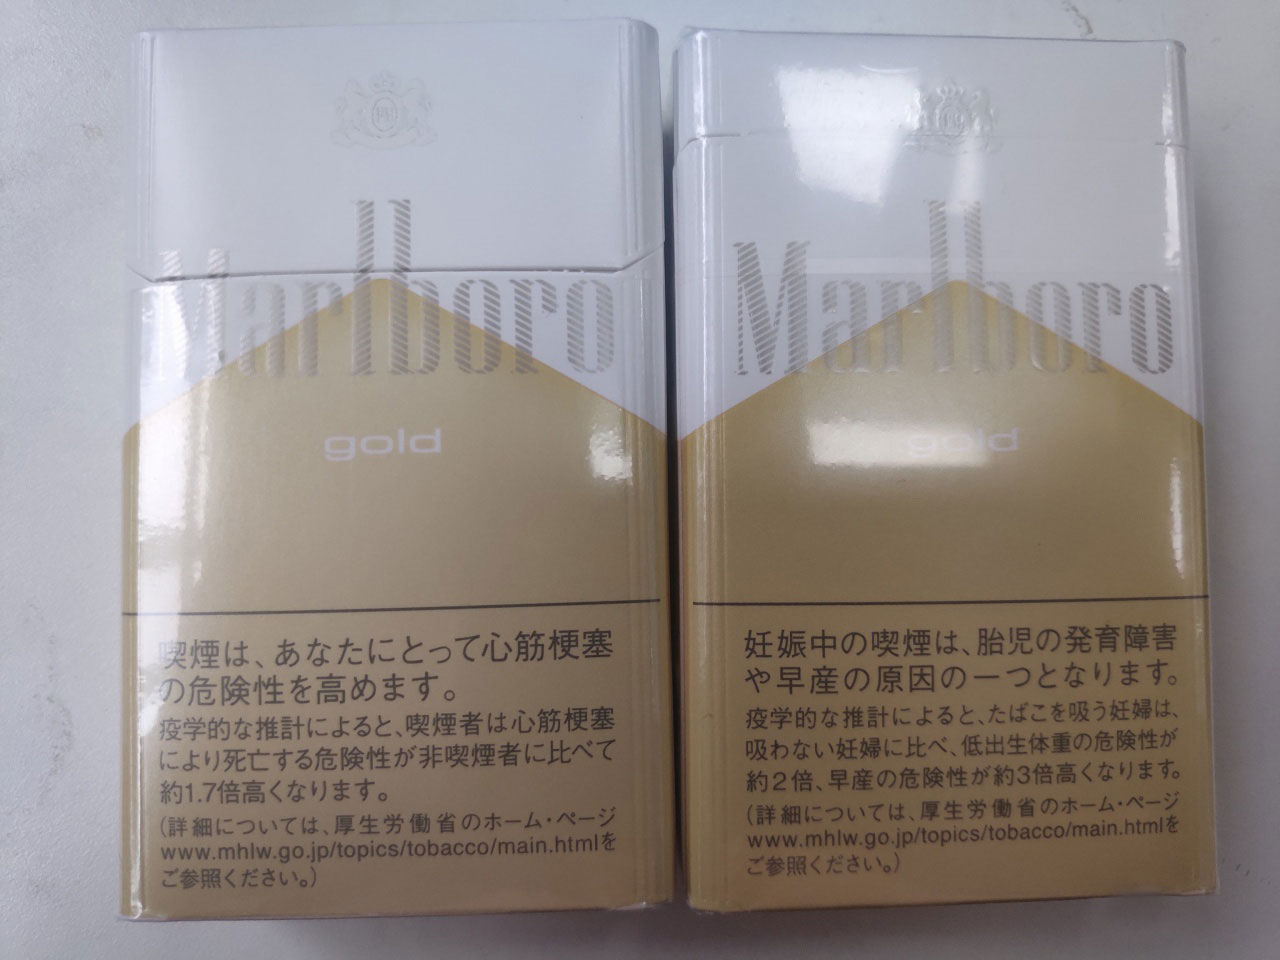 Marlboro
gold
喫煙は、あなたにとって心筋梗塞
の危険性を高めます。
疫学的な推計によると、喫煙者は心筋梗塞
により死亡する危険性が非喫煙者に比べて
約1.7倍高くなります。
(詳細については、厚生労働省のホーム・ページ
www.mhlw.go.jp/topics/tobacco/main.htmlを
ご参照ください。)
Marlboro
gold
妊娠中の喫煙は、胎児の発育障害
や早産の原因の一つとなります。
疫学的な推計によると、たばこを吸う妊婦は、
吸わない妊婦に比べ、低出生体重の危険性が
約2倍、早産の危険性が約3倍高くなります。
(詳細については、厚生労働省のホーム・ページ
www.mhlw.go.jp/topics/tobacco/main.htmlを
ご参照ください。)